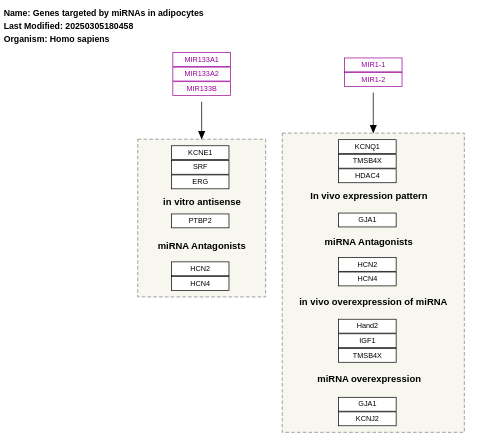 Name: Genes targeted by miRNAs in adipocytes
Last Modified: 20250305180458
Organism: Homo sapiens
MIR133A1
MIR133A2
MIR133B
KCNE1
SRF
ERG
in vitro antisense
PTBP2
miRNA Antagonists
HCN2
HCN4
MIR1-1
MIR1-2
KCNQ1
TMSB4X
HDAC4
In vivo expression pattern
GJA1
miRNA Antagonists
HCN2
HCN4
in vivo overexpression of miRNA
Hand2
IGF1
TMSB4X
miRNA overexpression
GJA1
KCNJ2